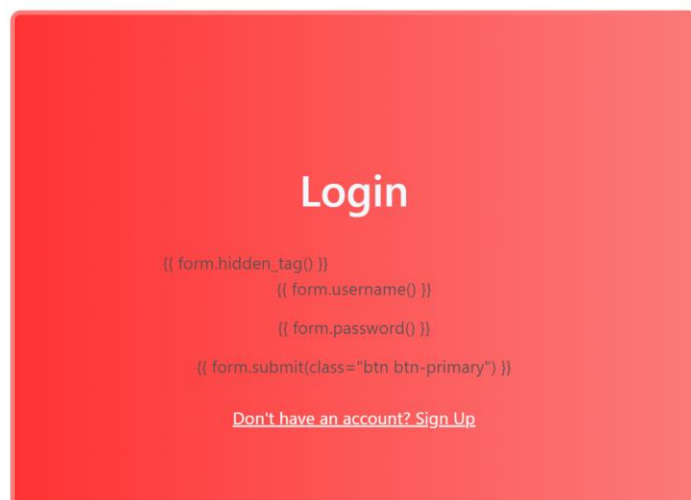 Login
{{ form.hidden_tag() }}
{{ form.username() }}
{{ form.password() }}
{{ form.submit(class="btn btn-primary") }}
Don't have an account? Sign Up